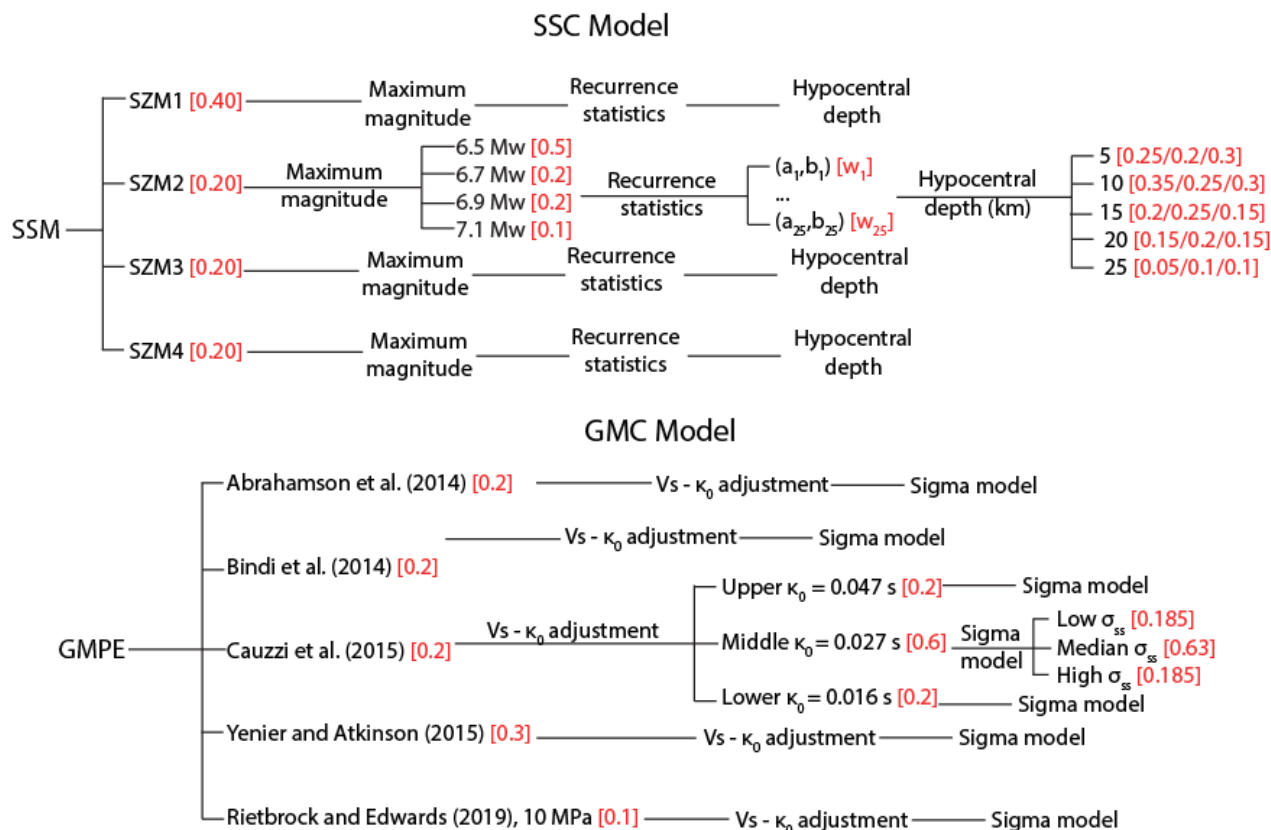 SSC Model
SSM
SZM1 [0.40]
Maximum
magnitude
Recurrence
statistics
Hypocentral
depth
SZM2 [0.20]
Maximum
magnitude
6.5 Mw [0.5]
6.7 Mw [0.2]
6.9 Mw [0.2]
7.1 Mw [0.1]
Recurrence
statistics
(a₁,b₁) [w₁]
...
(a₂₅,b₂₅) [w₂₅]
Hypocentral
depth (km)
5 [0.25/0.2/0.3]
10 [0.35/0.25/0.3]
15 [0.2/0.25/0.15]
20 [0.15/0.2/0.15]
25 [0.05/0.1/0.1]
SZM3 [0.20]
Maximum
magnitude
Recurrence
statistics
Hypocentral
depth
SZM4 [0.20]
Maximum
magnitude
Recurrence
statistics
Hypocentral
depth
GMC Model
GMPE
Abrahamson et al. (2014) [0.2]
Vs - κ₀ adjustment
Sigma model
Bindi et al. (2014) [0.2]
Vs - κ₀ adjustment
Sigma model
Cauzzi et al. (2015) [0.2]
Vs - κ₀ adjustment
Upper κ₀ = 0.047 s [0.2]
Sigma model
Middle κ₀ = 0.027 s [0.6]
Sigma
model
Low σₛₛ [0.185]
Median σₛₛ [0.63]
High σₛₛ [0.185]
Lower κ₀ = 0.016 s [0.2]
Sigma model
Yenier and Atkinson (2015) [0.3]
Vs - κ₀ adjustment
Sigma model
Rietbrock and Edwards (2019), 10 MPa [0.1]
Vs - κ₀ adjustment
Sigma model